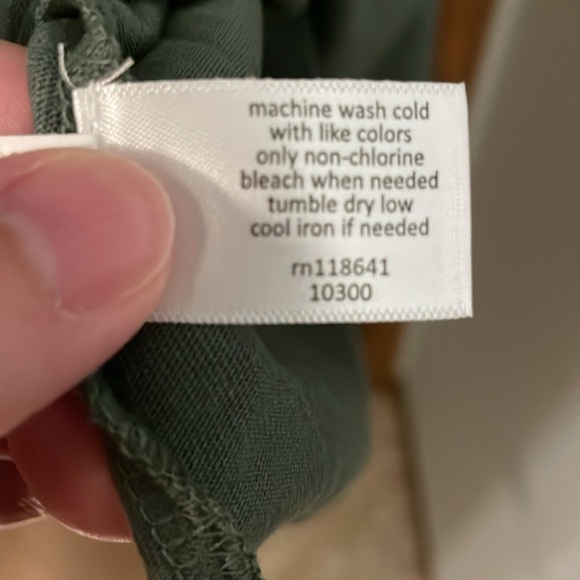 machine wash cold
with like colors
only non-chlorine
bleach when needed
tumble dry low
cool iron if needed
rn118641
10300